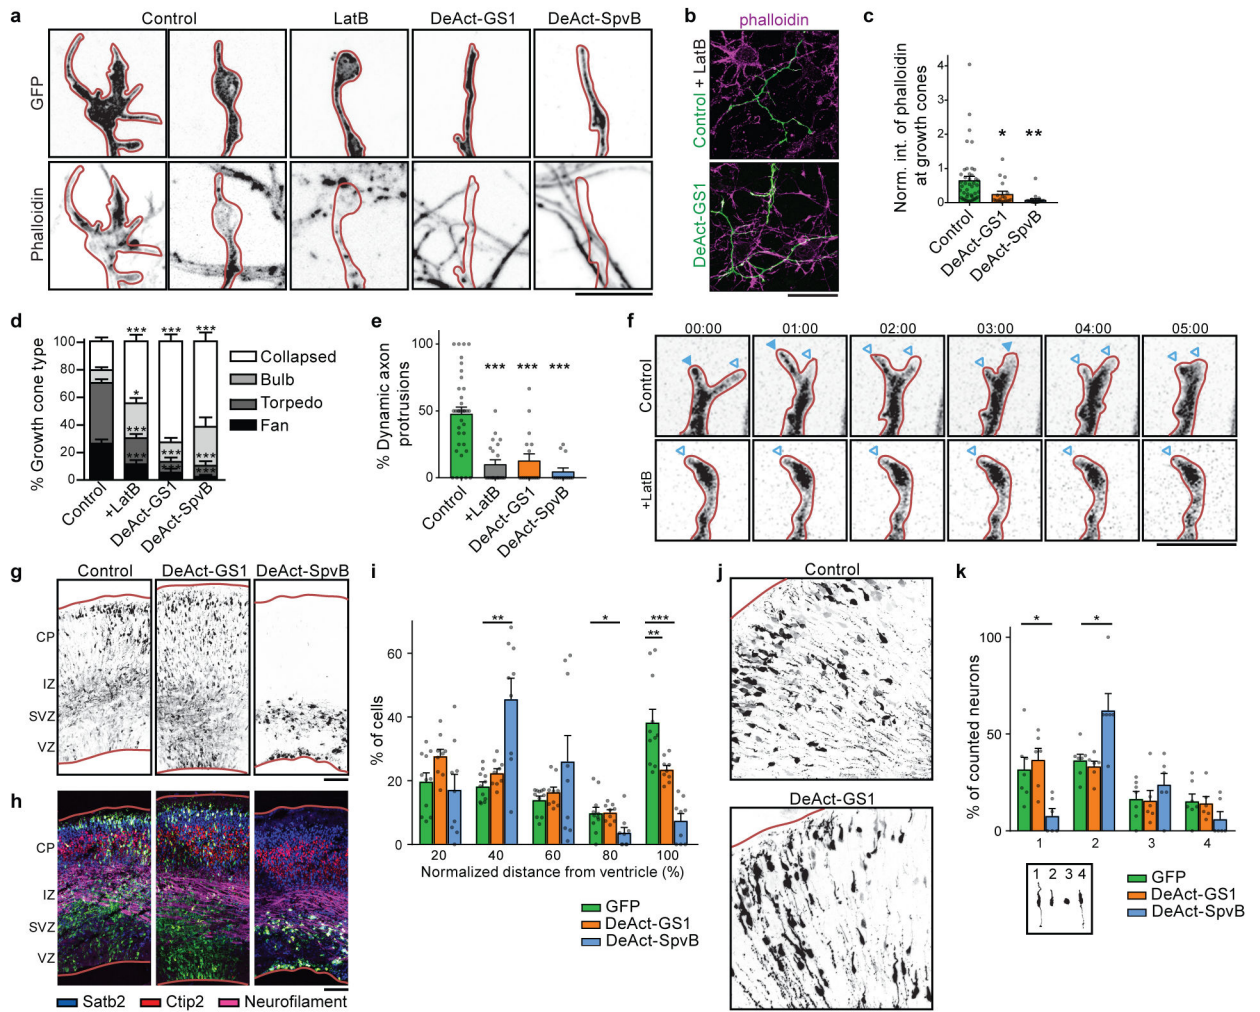 a
Control
LatB
DeAct-GS1
DeAct-SpvB
GFP
Phalloidin
b
phalloidin
Control + LatB
DeAct-GS1
c
Norm. int. of phalloidin
at growth cones
4
3
2
1
0
*
**
Control
DeAct-GS1
DeAct-SpvB
d
% Growth cone type
100
80
60
40
20
0
***
***
***
*
***
***
***
***
***
Control
+LatB
DeAct-GS1
DeAct-SpvB
Collapsed
Bulb
Torpedo
Fan
e
% Dynamic axon
protrusions
100
50
0
***
***
***
Control
+LatB
DeAct-GS1
DeAct-SpvB
f
00:00
01:00
02:00
03:00
04:00
05:00
Control
+LatB
g
Control
DeAct-GS1
DeAct-SpvB
CP
IZ
SVZ
VZ
h
CP
IZ
SVZ
VZ
Satb2
Ctip2
Neurofilament
i
% of cells
60
40
20
0
**
*
***
**
20
40
60
80
100
Normalized distance from ventricle (%)
GFP
DeAct-GS1
DeAct-SpvB
j
Control
DeAct-GS1
k
% of counted neurons
100
50
0
*
*
1
2
3
4
1 2 3 4
GFP
DeAct-GS1
DeAct-SpvB